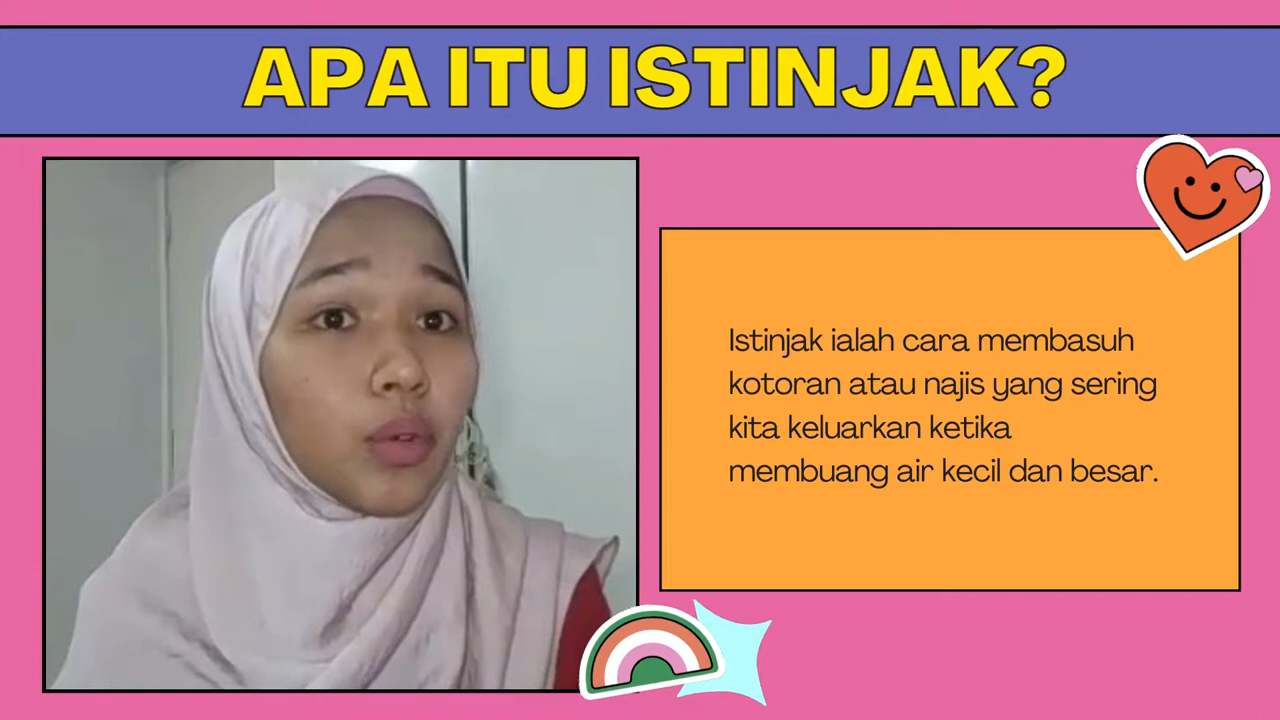 APA ITU ISTINJAK?
Istinjak ialah cara membasuh
kotoran atau najis yang sering
kita keluarkan ketika
membuang air kecil dan besar.